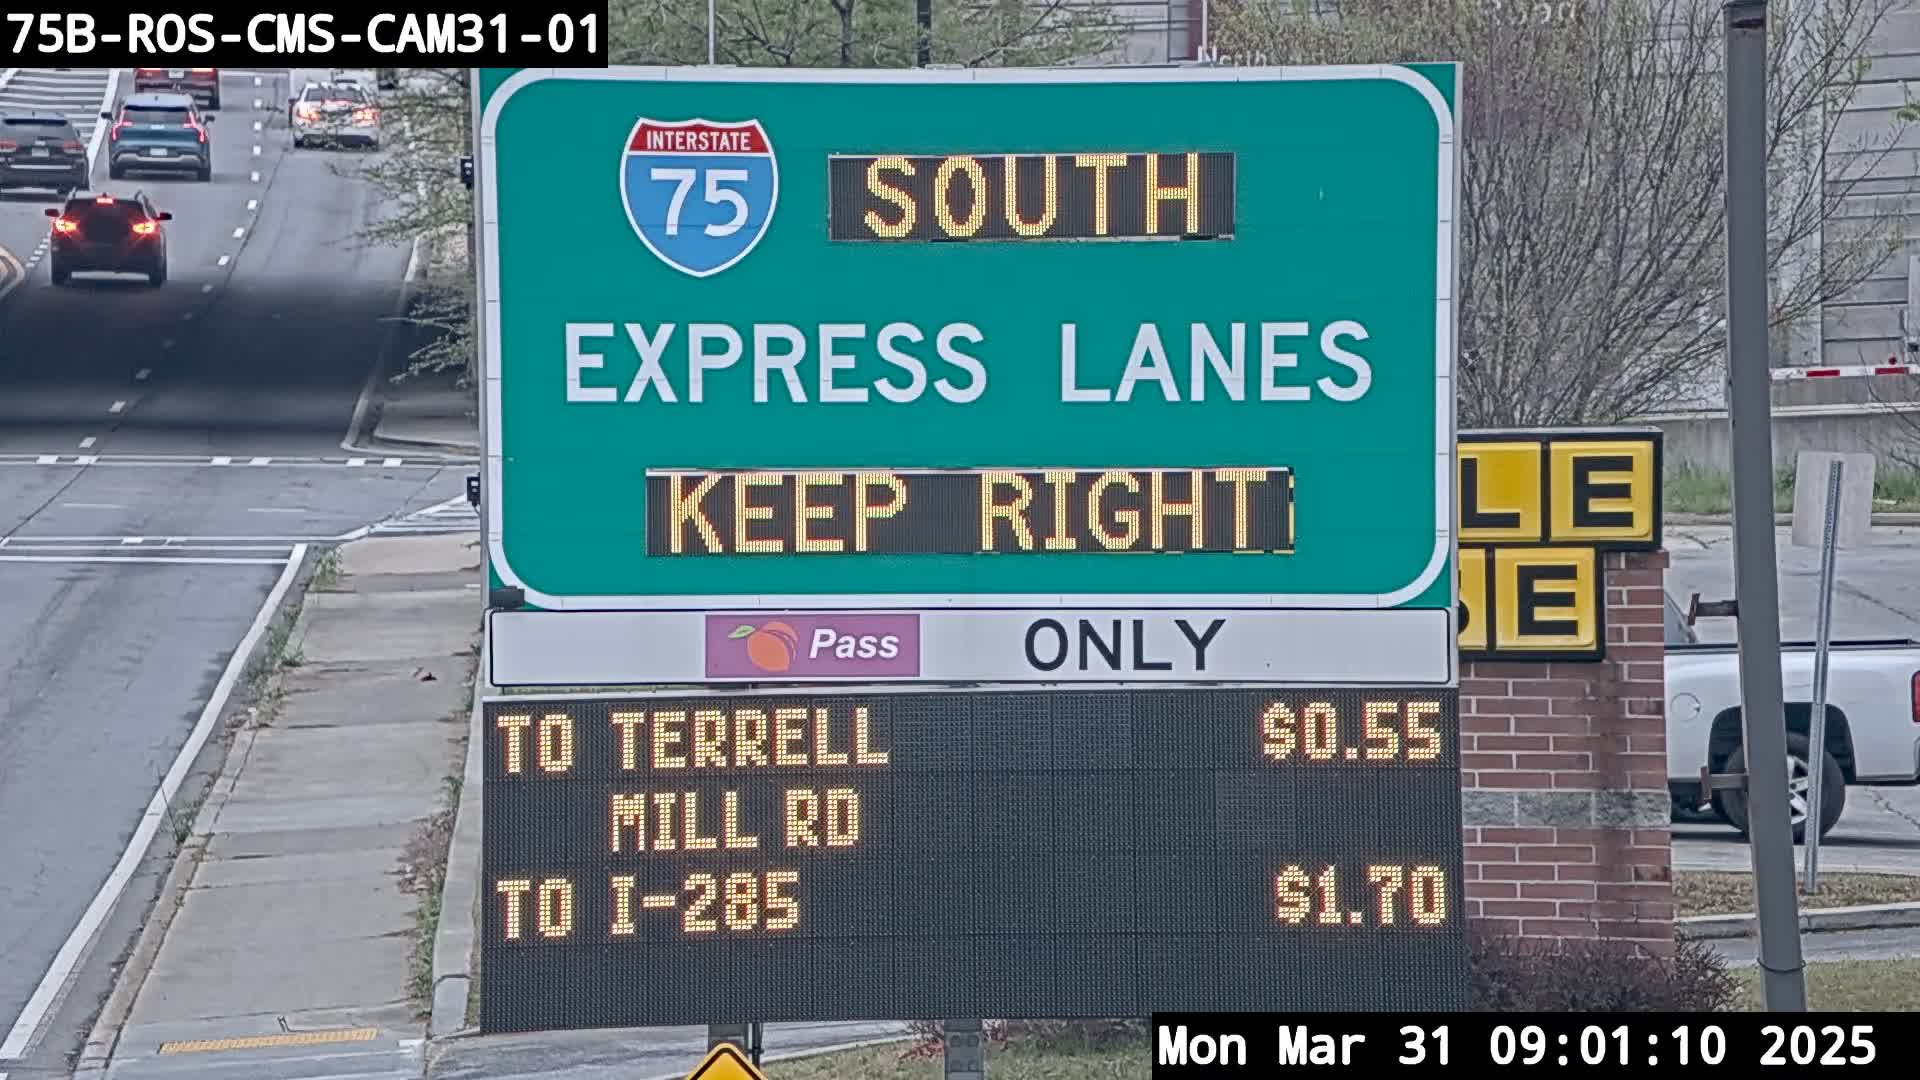 75B-ROS-CMS-CAM31-01
INTERSTATE
75
SOUTH
EXPRESS LANES
KEEP RIGHT
Pass ONLY
TO TERRELL $0.55
MILL RD
TO I-285 $1.70
LE
E
Mon Mar 31 09:01:10 2025